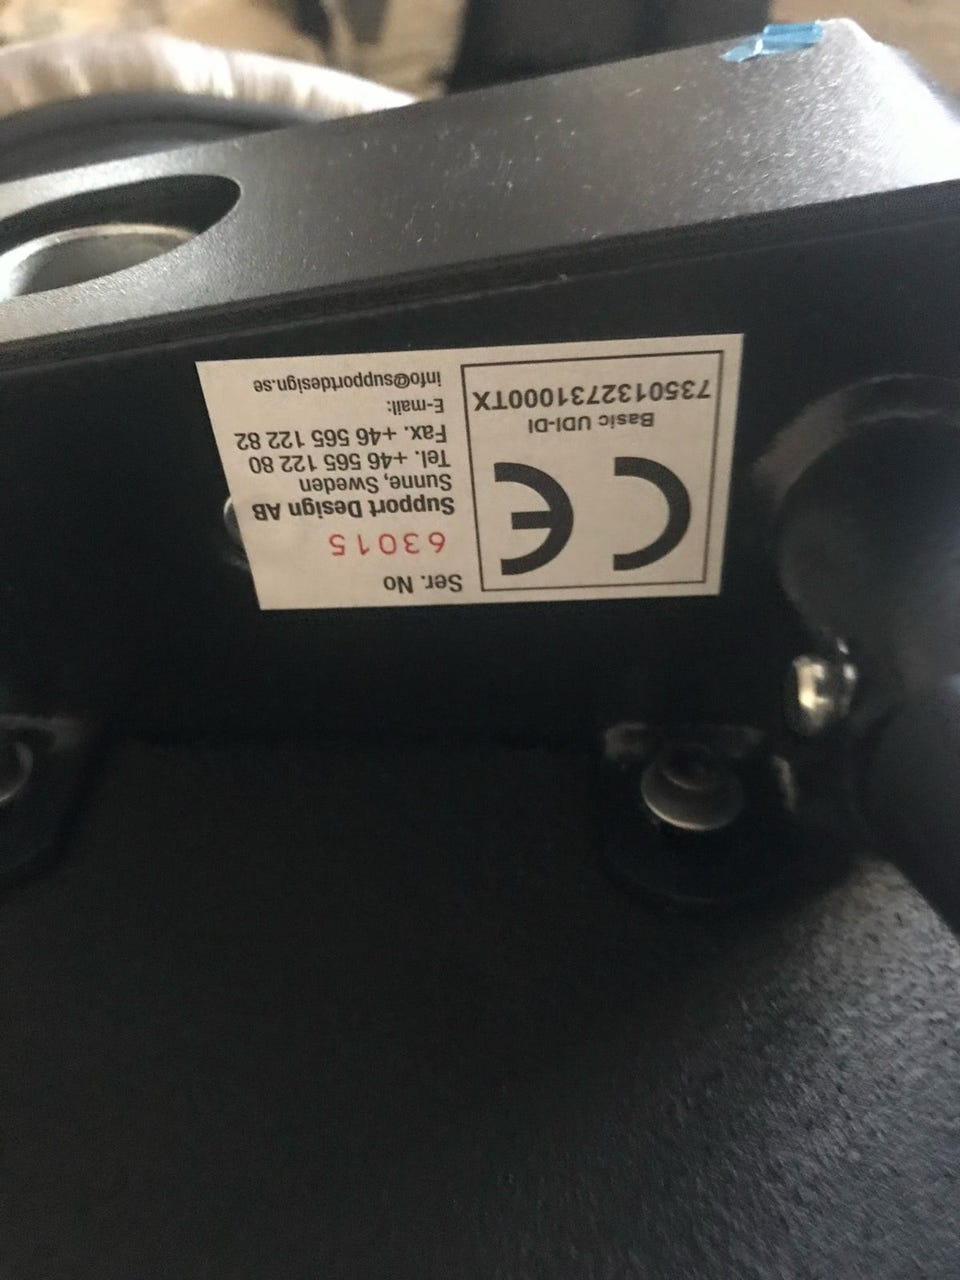 CE
Basic UDI-DI
7350132731000TX
Ser. No
63015
Support Design AB
Sunne, Sweden
Tel. +46 565 122 80
Fax. +46 565 122 82
E-mail:
info@supportdesign.se